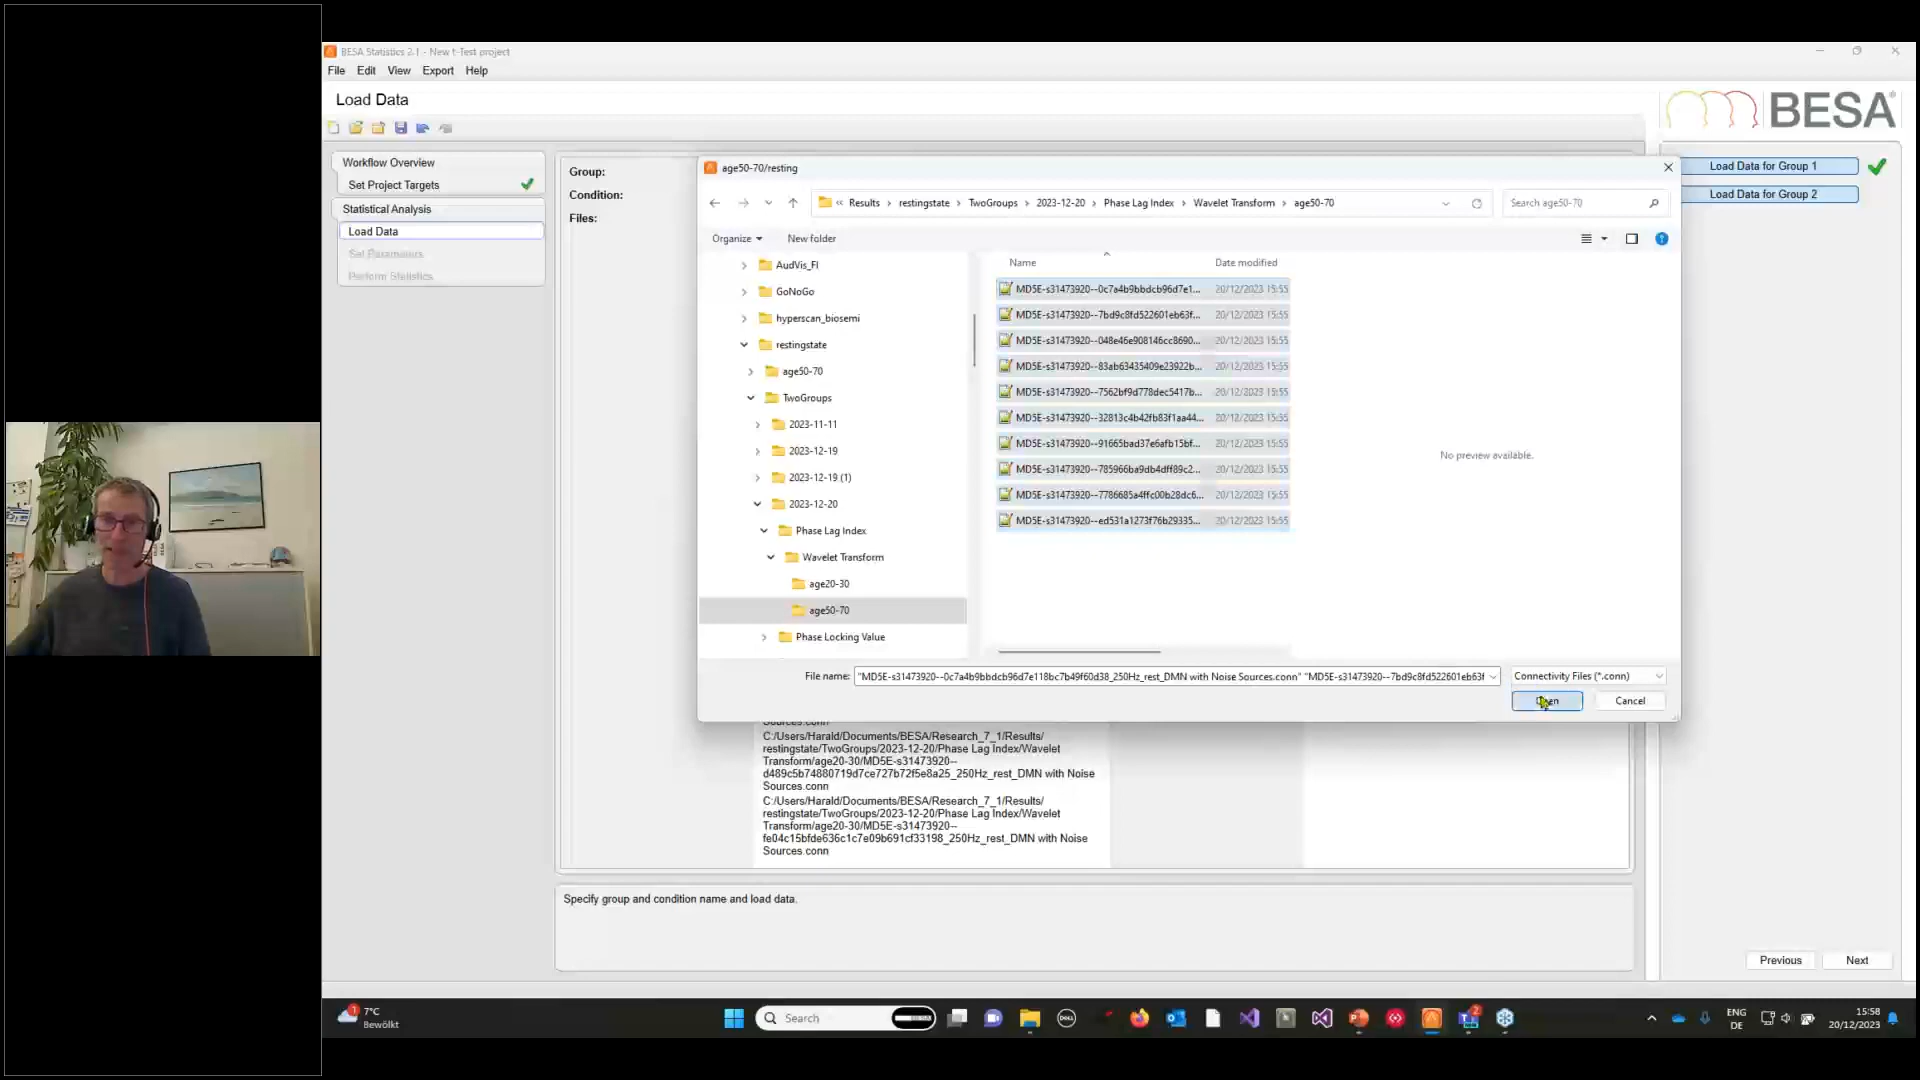 BESA Statistics 2.1 - New t-Test project
File Edit View Export Help
Load Data
BESA®
Workflow Overview
Set Project Targets
Statistical Analysis
Load Data
Set Parameters
Perform Statistics
Group:
Condition:
Files:
age50-70/resting
« Results › restingstate › TwoGroups › 2023-12-20 › Phase Lag Index › Wavelet Transform › age50-70
Search age50-70
Organize
New folder
AudVis_FI
GoNoGo
hyperscan_biosemi
restingstate
age50-70
TwoGroups
2023-11-11
2023-12-19
2023-12-19 (1)
2023-12-20
Phase Lag Index
Wavelet Transform
age20-30
age50-70
Phase Locking Value
Name Date modified
MD5E-s31473920--0c7a4b9bbdcb96d7e1... 20/12/2023 15:55
MD5E-s31473920--7bd9c8fd522601eb63f... 20/12/2023 15:55
MD5E-s31473920--048e46e908146cc8690... 20/12/2023 15:55
MD5E-s31473920--83ab63435409e23922b... 20/12/2023 15:55
MD5E-s31473920--7562bf9d778dec5417b... 20/12/2023 15:55
MD5E-s31473920--32813c4b42fb83f1aa44... 20/12/2023 15:55
MD5E-s31473920--91665bad37e6afb15bf... 20/12/2023 15:55
MD5E-s31473920--785966ba9db4dff89c2... 20/12/2023 15:55
MD5E-s31473920--7786685a4ffc00b28dc6... 20/12/2023 15:55
MD5E-s31473920--ed531a1273f76b29335... 20/12/2023 15:55
No preview available.
File name: "MD5E-s31473920--0c7a4b9bbdcb96d7e118bc7b49f60d38_250Hz_rest_DMN with Noise Sources.conn" "MD5E-s31473920--7bd9c8fd522601eb63f
Connectivity Files (*.conn)
Open
Cancel
Load Data for Group 1
Load Data for Group 2
Sources.conn
C:/Users/Harald/Documents/BESA/Research_7_1/Results/
restingstate/TwoGroups/2023-12-20/Phase Lag Index/Wavelet
Transform/age20-30/MD5E-s31473920--
d489c5b74880719d7ce727b72f5e8a25_250Hz_rest_DMN with Noise
Sources.conn
C:/Users/Harald/Documents/BESA/Research_7_1/Results/
restingstate/TwoGroups/2023-12-20/Phase Lag Index/Wavelet
Transform/age20-30/MD5E-s31473920--
fe04c15bfde636c1c7e09b691cf33198_250Hz_rest_DMN with Noise
Sources.conn
Specify group and condition name and load data.
Previous
Next
7°C
Bewölkt
Search
DELL
ENG
DE
15:58
20/12/2023